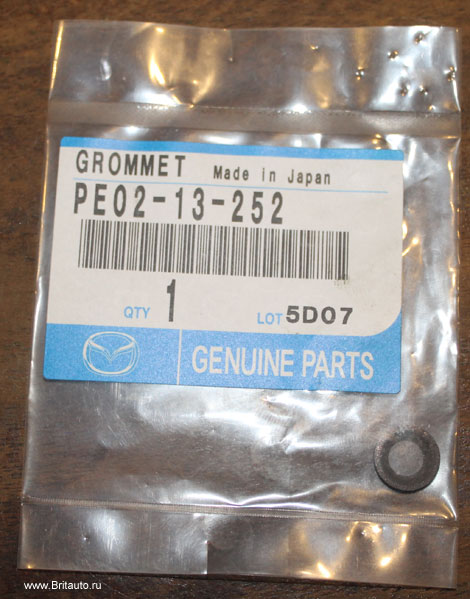 GROMMET Made in Japan
PE02-13-252
QTY 1 LOT 5D07
GENUINE PARTS
www.Britauto.ru